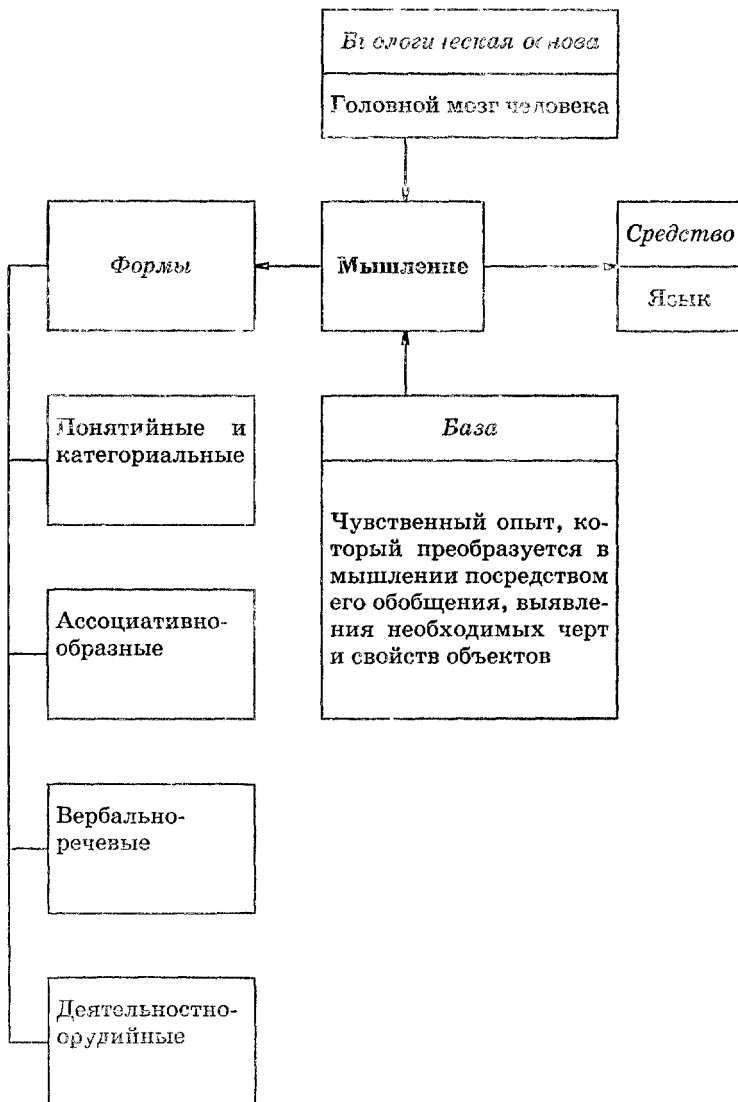 Биологическая основа
Головной мозг человека
Формы
Мышление
Средство
Язык
Понятийные и
категориальные
База
Чувственный опыт, ко-
торый преобразуется в
мышлении посредством
его обобщения, выявле-
ния необходимых черт
и свойств объектов
Ассоциативно-
образные
Вербально-
речевые
Деятельностно-
орудийные